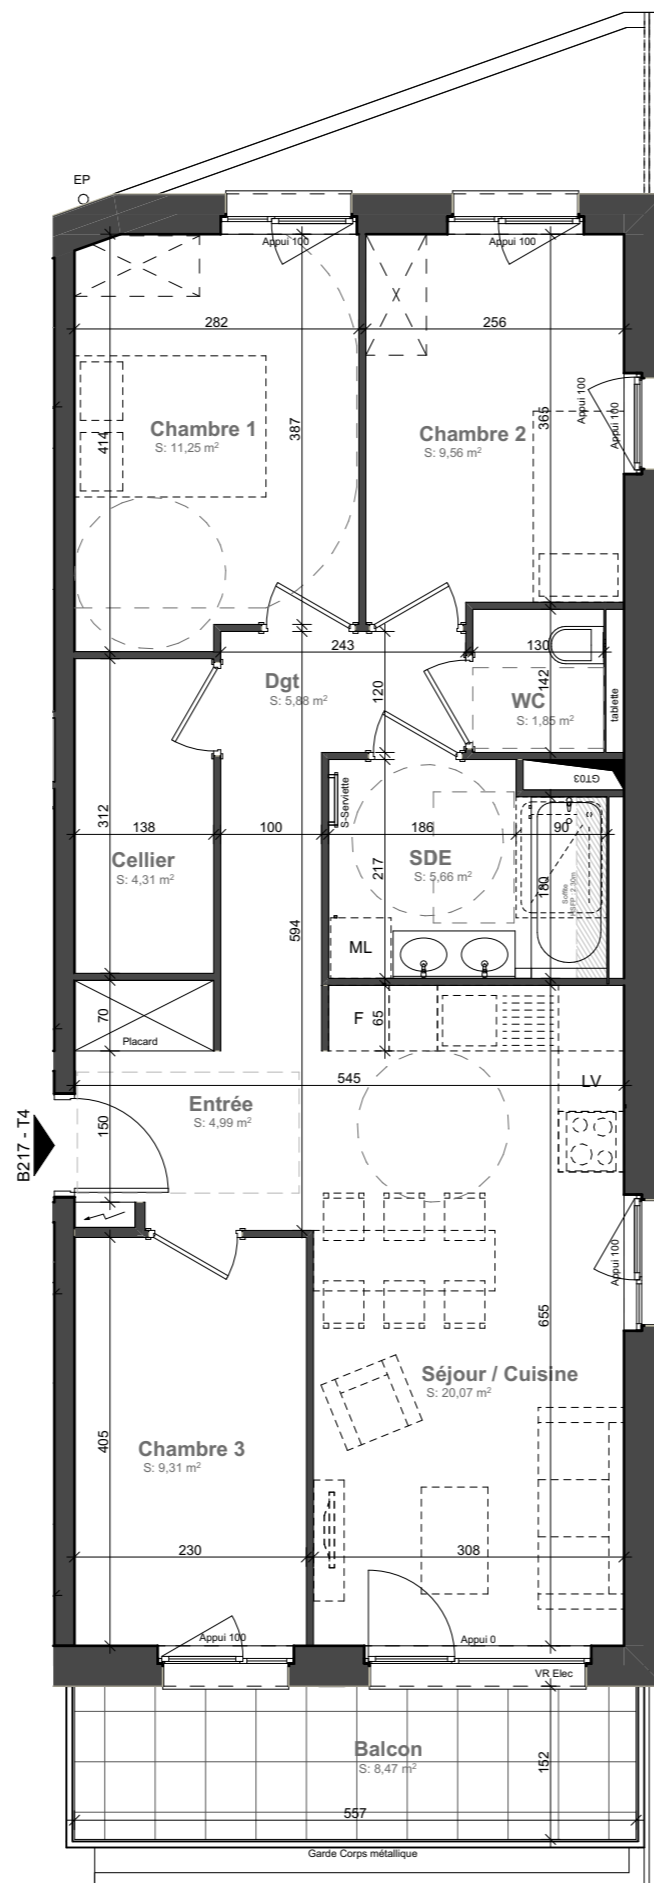 EP
Appui 100
Appui 100
282
256
Appui 100
Appui 100
Chambre 1
S: 11,25 m²
414
387
Chambre 2
S: 9,56 m²
365
243
130
Dgt
S: 5,88 m²
120
WC
S: 1,85 m²
142
tablette
GT03
S-Serviette
312
138
100
186
90
Cellier
S: 4,31 m²
SDE
S: 5,66 m²
217
180
Soffite
HSFP : 2.30m
594
ML
70
Placard
F
65
LV
545
B217 - T4
150
Entrée
S: 4,99 m²
Appui 100
655
Séjour / Cuisine
S: 20,07 m²
405
Chambre 3
S: 9,31 m²
230
308
Appui 100
Appui 0
VR Elec
Balcon
S: 8,47 m²
152
557
Garde Corps métallique